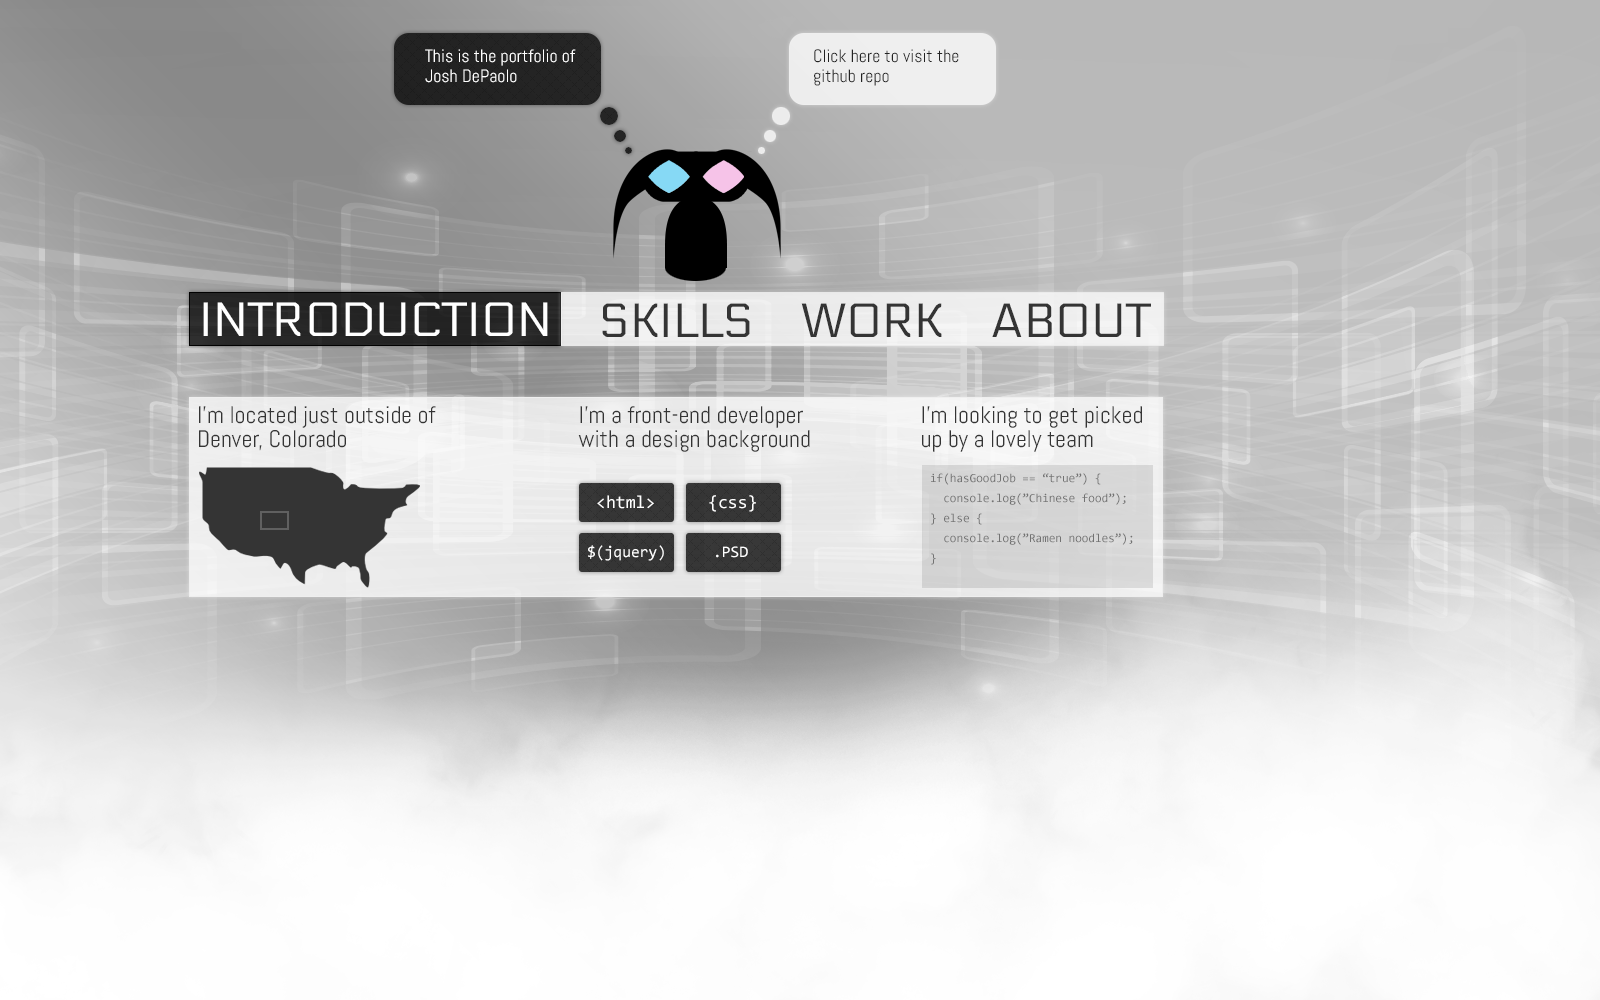 This is the portfolio of
Josh DePaolo
Click here to visit the
github repo
INTRODUCTION SKILLS WORK ABOUT
I'm located just outside of
Denver, Colorado
I'm a front-end developer
with a design background
<html> {css}
$(jquery) .PSD
I'm looking to get picked
up by a lovely team
if(hasGoodJob == “true”) {
console.log(”Chinese food”);
} else {
console.log(”Ramen noodles”);
}